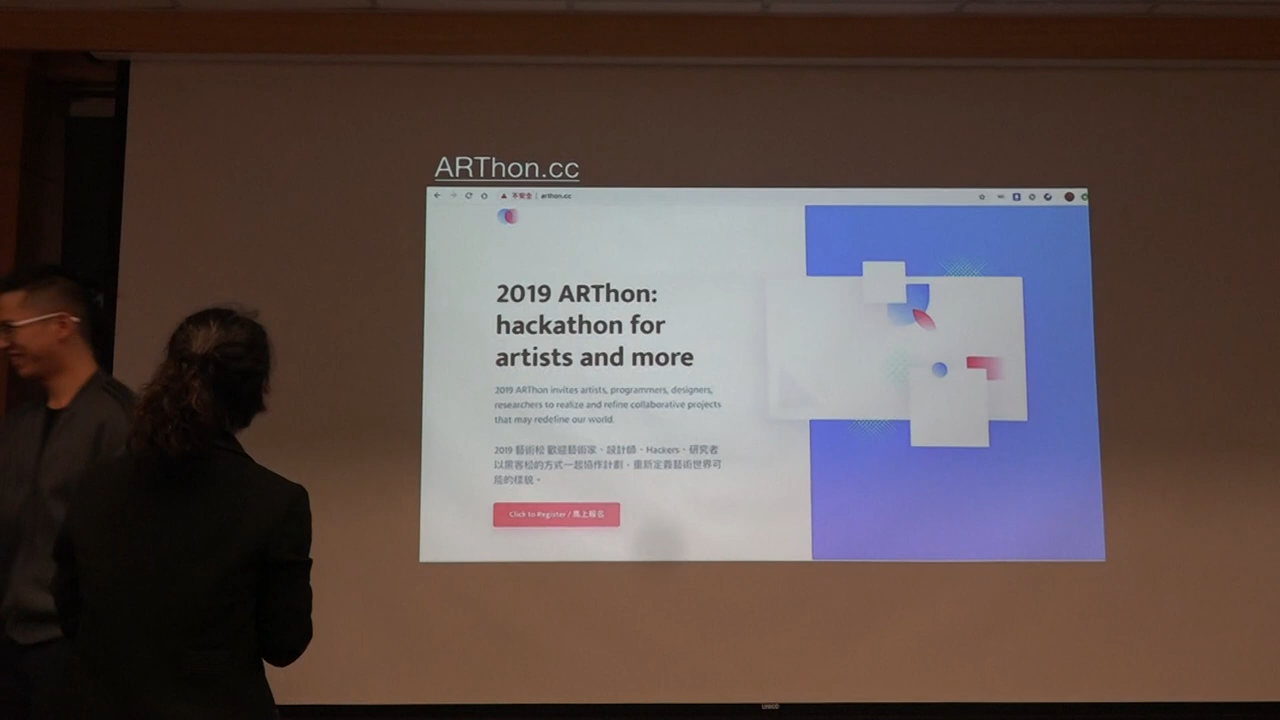 ARThon.cc
不安全 | arthon.cc
2019 ARThon:
hackathon for
artists and more
2019 ARThon invites artists, programmers, designers,
researchers to realize and refine collaborative projects
that may redefine our world.
2019 藝術松 歡迎藝術家、設計師、Hackers、研究者
以黑客松的方式一起協作計劃，重新定義藝術世界可
能的樣貌。
Click to Register / 馬上報名